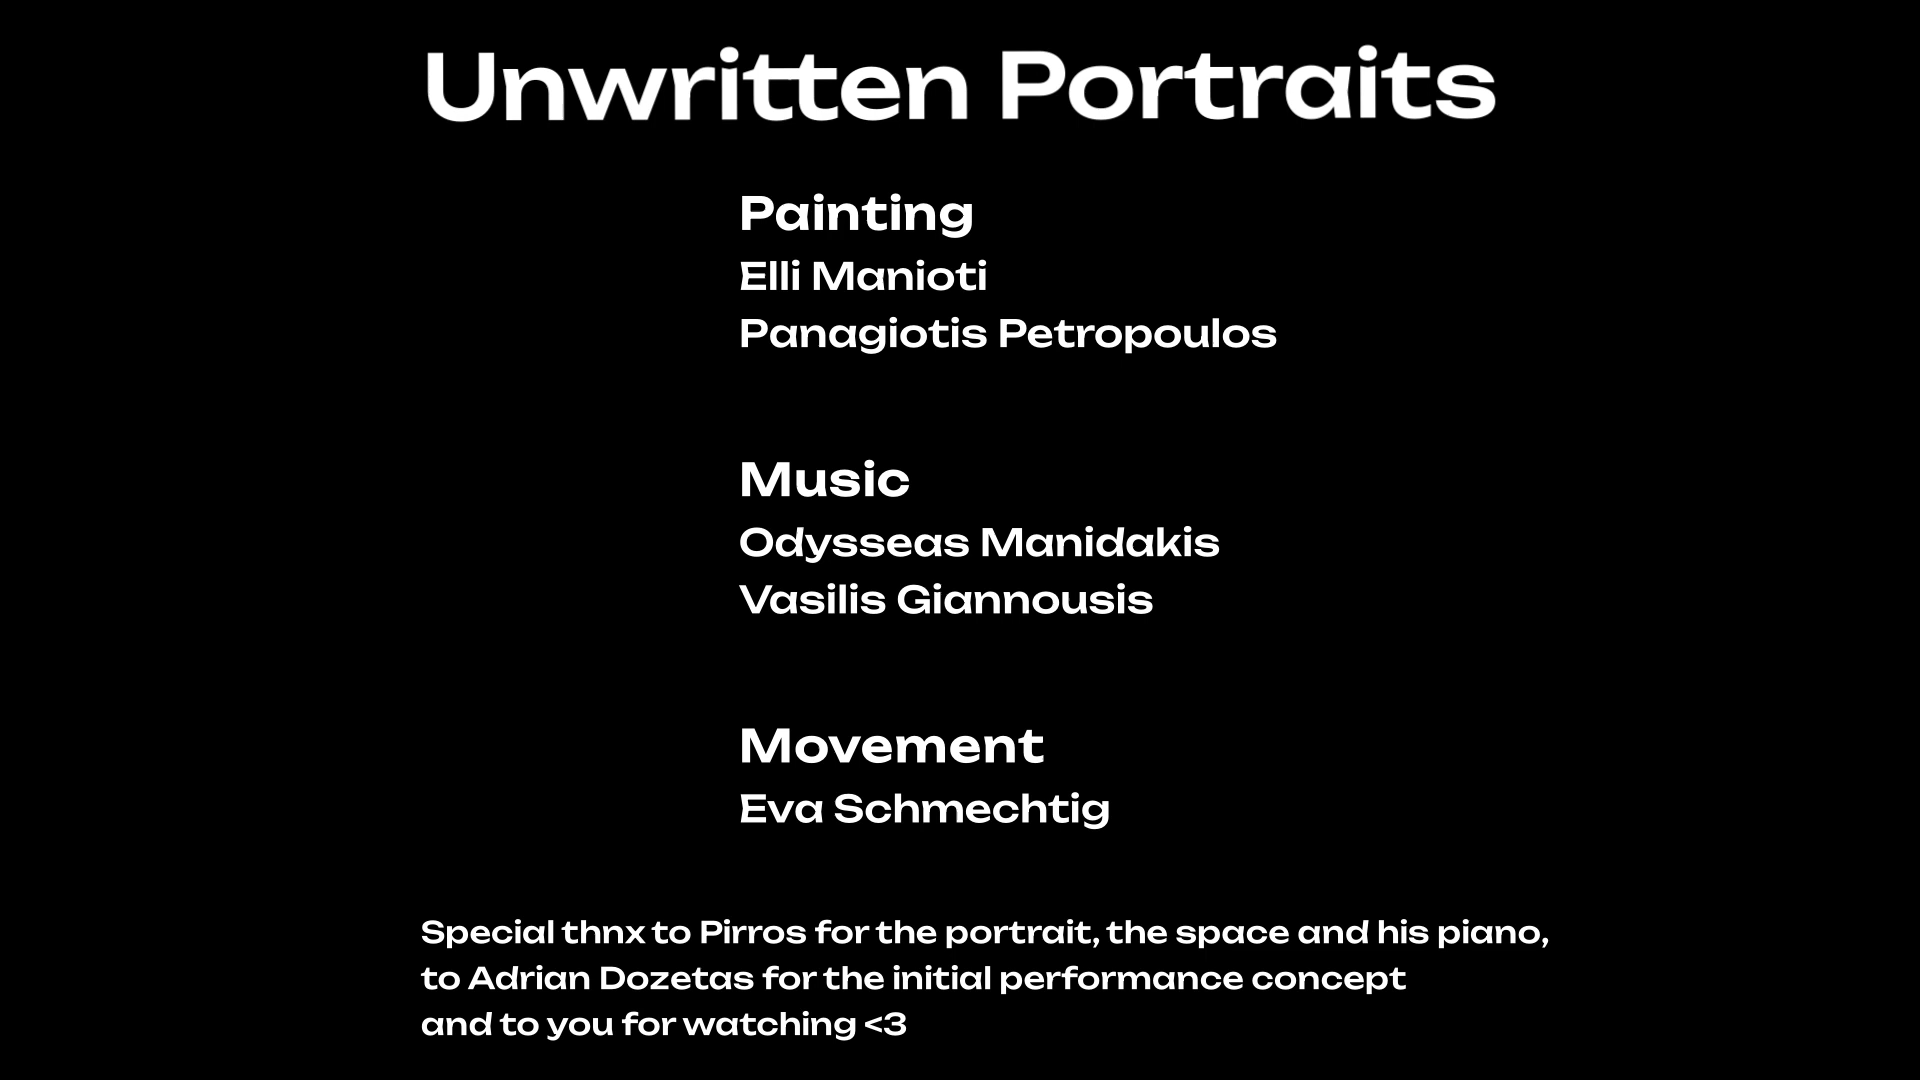 Unwritten Portraits
Painting
Elli Manioti
Panagiotis Petropoulos
Music
Odysseas Manidakis
Vasilis Giannousis
Movement
Eva Schmechtig
Special thnx to Pirros for the portrait, the space and his piano,
to Adrian Dozetas for the initial performance concept
and to you for watching <3